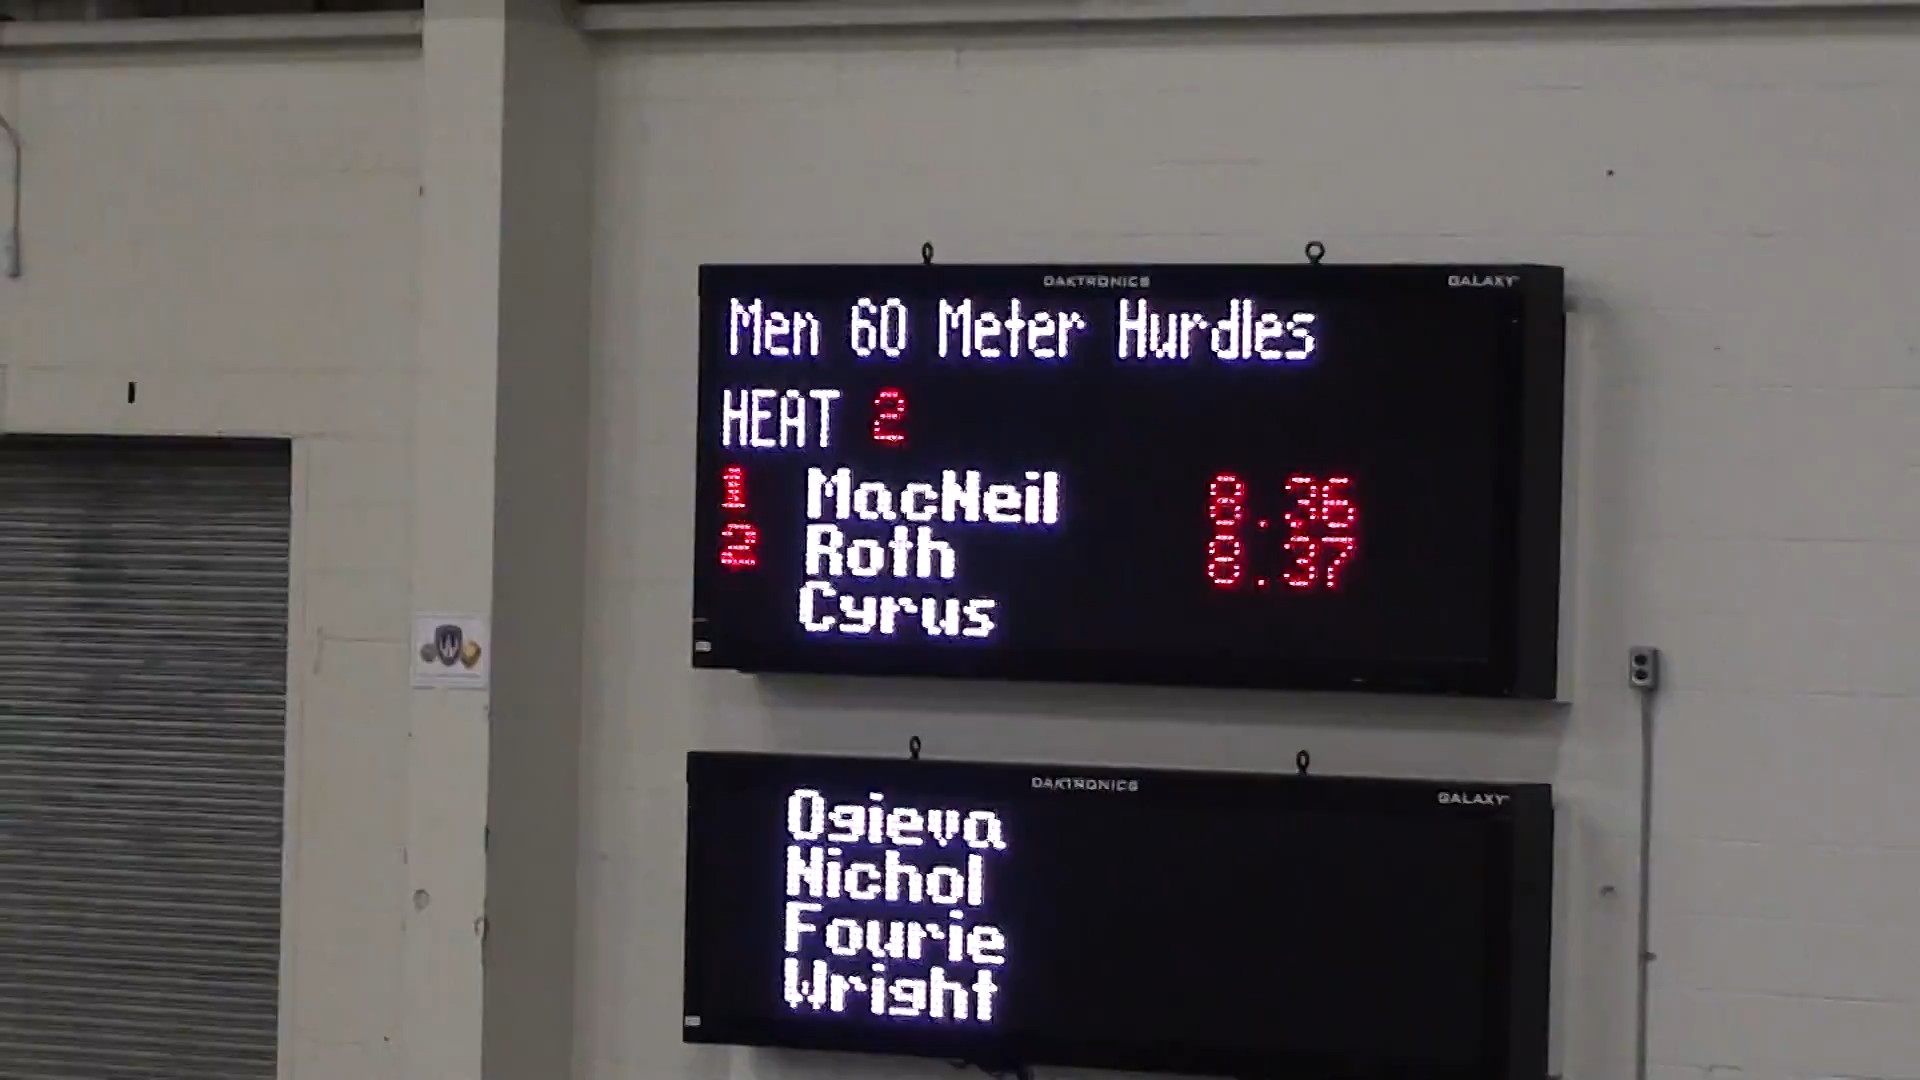 DAKTRONICS GALAXY
Men 60 Meter Hurdles
HEAT 2
1 MacNeil 8.36
2 Roth 8.37
Cyrus
DAKTRONICS GALAXY
Ogieva
Nichol
Fourie
Wright